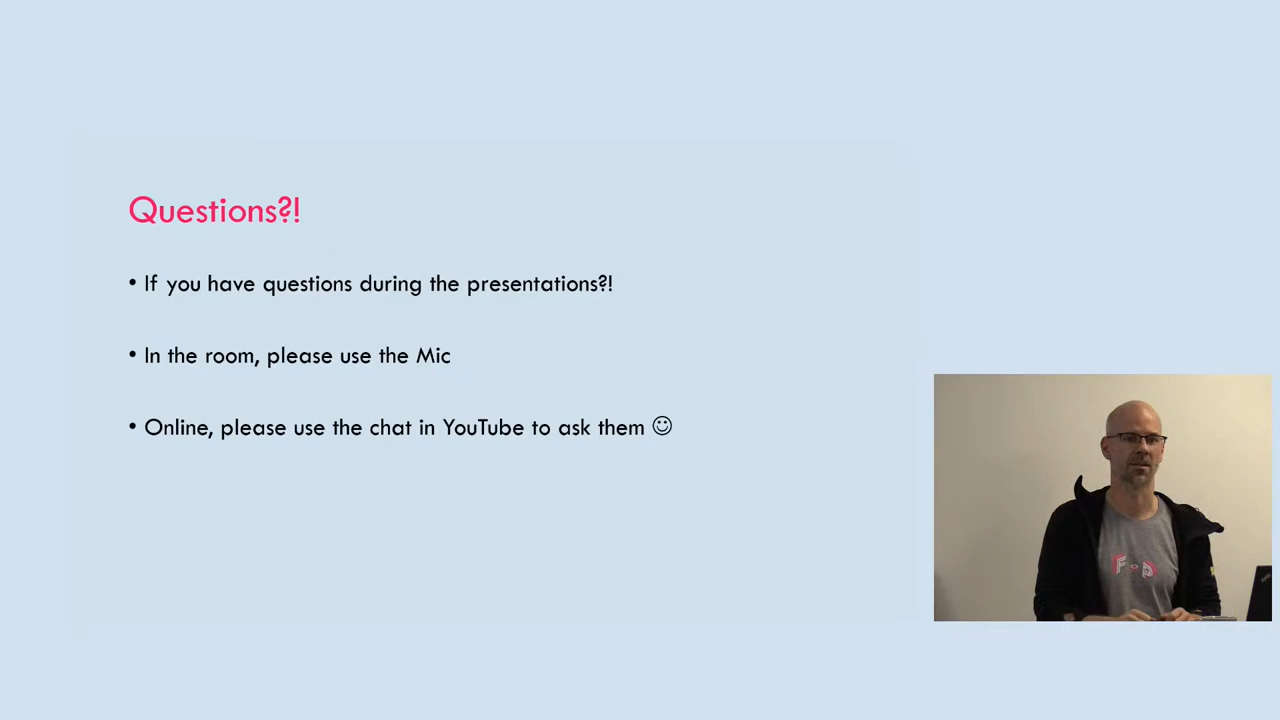 Questions?!
• If you have questions during the presentations?!
• In the room, please use the Mic
• Online, please use the chat in YouTube to ask them ☺